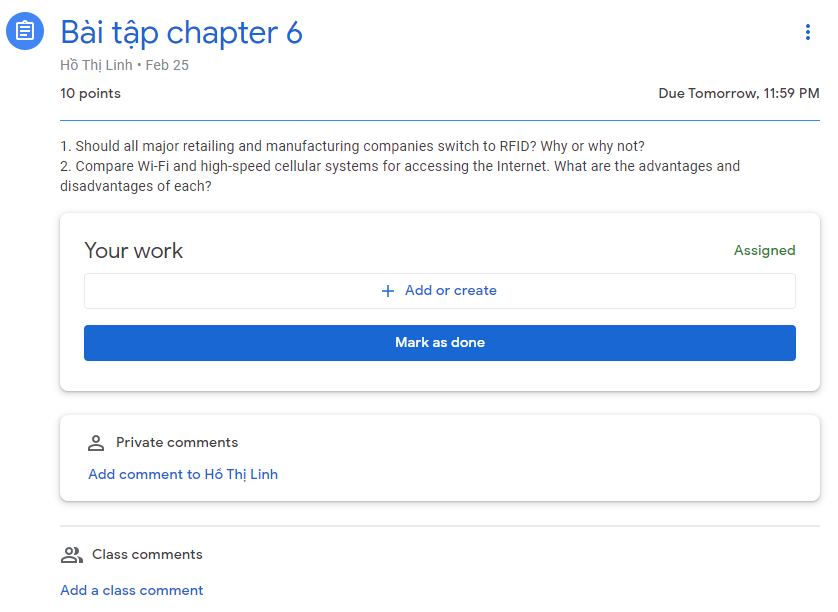 Bài tập chapter 6
Hồ Thị Linh • Feb 25
10 points
Due Tomorrow, 11:59 PM
1. Should all major retailing and manufacturing companies switch to RFID? Why or why not?
2. Compare Wi-Fi and high-speed cellular systems for accessing the Internet. What are the advantages and
disadvantages of each?
Your work
Assigned
+ Add or create
Mark as done
Private comments
Add comment to Hồ Thị Linh
Class comments
Add a class comment